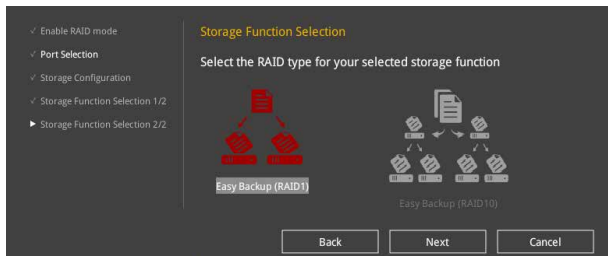 Enable RAID mode
Port Selection
Storage Configuration
Storage Function Selection 1/2
Storage Function Selection 2/2
Storage Function Selection
Select the RAID type for your selected storage function
Easy Backup (RAID1)
Easy Backup (RAID10)
Back
Next
Cancel